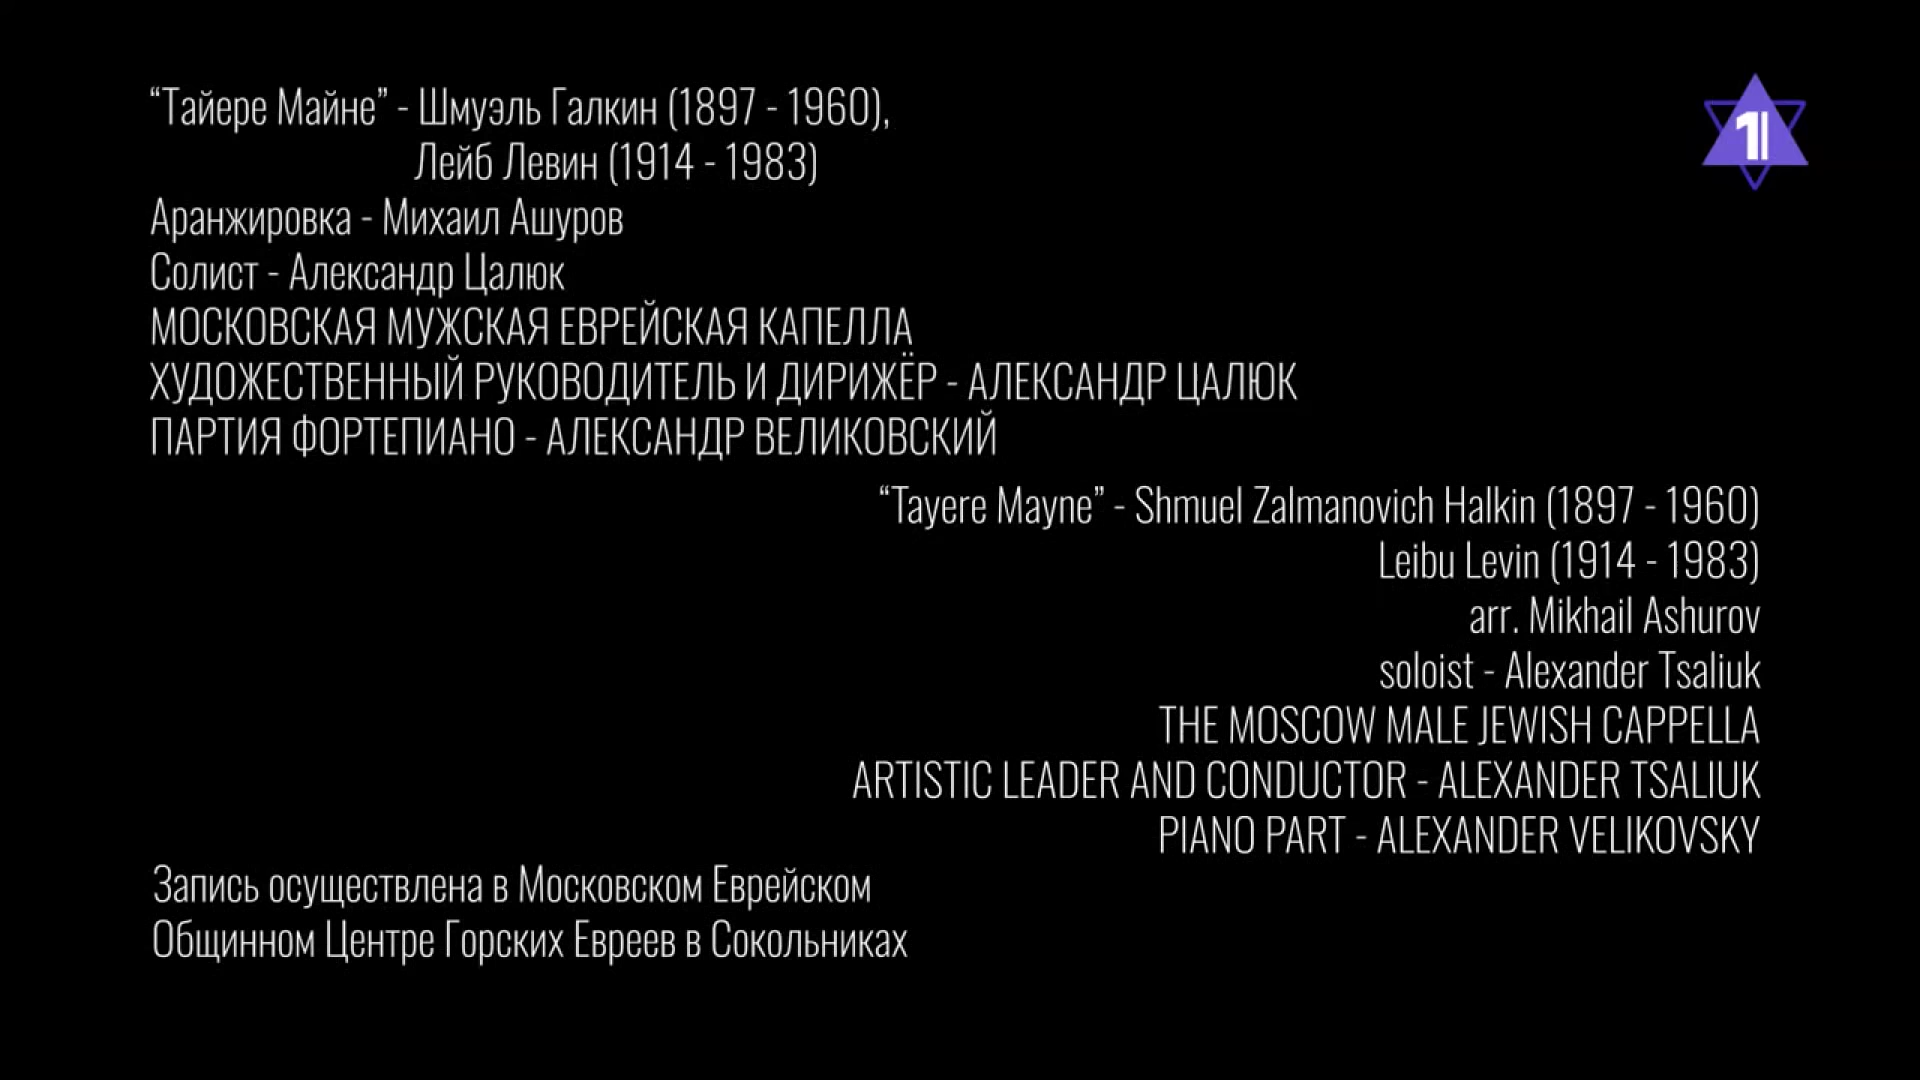 “Тайере Майне” - Шмуэль Галкин (1897 - 1960),
Лейб Левин (1914 - 1983)
Аранжировка - Михаил Ашуров
Солист - Александр Цалюк
МОСКОВСКАЯ МУЖСКАЯ ЕВРЕЙСКАЯ КАПЕЛЛА
ХУДОЖЕСТВЕННЫЙ РУКОВОДИТЕЛЬ И ДИРИЖЁР - АЛЕКСАНДР ЦАЛЮК
ПАРТИЯ ФОРТЕПИАНО - АЛЕКСАНДР ВЕЛИКОВСКИЙ
“Tayere Mayne” - Shmuel Zalmanovich Halkin (1897 - 1960)
Leibu Levin (1914 - 1983)
arr. Mikhail Ashurov
soloist - Alexander Tsaliuk
THE MOSCOW MALE JEWISH CAPPELLA
ARTISTIC LEADER AND CONDUCTOR - ALEXANDER TSALIUK
PIANO PART - ALEXANDER VELIKOVSKY
Запись осуществлена в Московском Еврейском
Общинном Центре Горских Евреев в Сокольниках
1